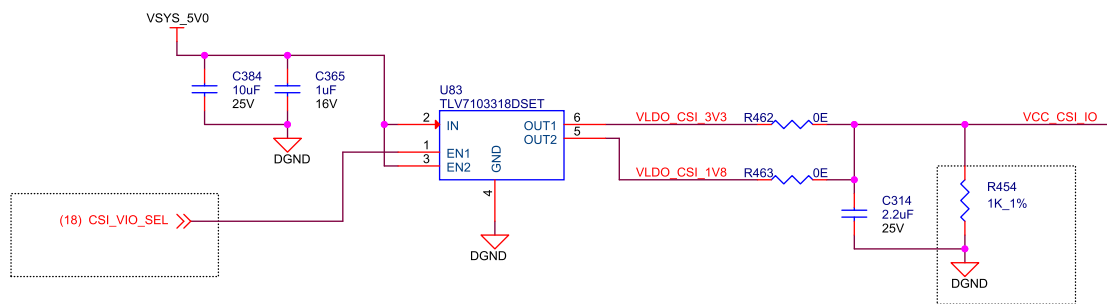 VSYS_5V0
C384
10uF
25V
C365
1uF
16V
DGND
U83
TLV7103318DSET
2
IN
1
EN1
3
EN2
GND
4
OUT1
6
OUT2
5
DGND
(18) CSI_VIO_SEL
VLDO_CSI_3V3
R462
0E
VCC_CSI_IO
VLDO_CSI_1V8
R463
0E
C314
2.2uF
25V
R454
1K_1%
DGND